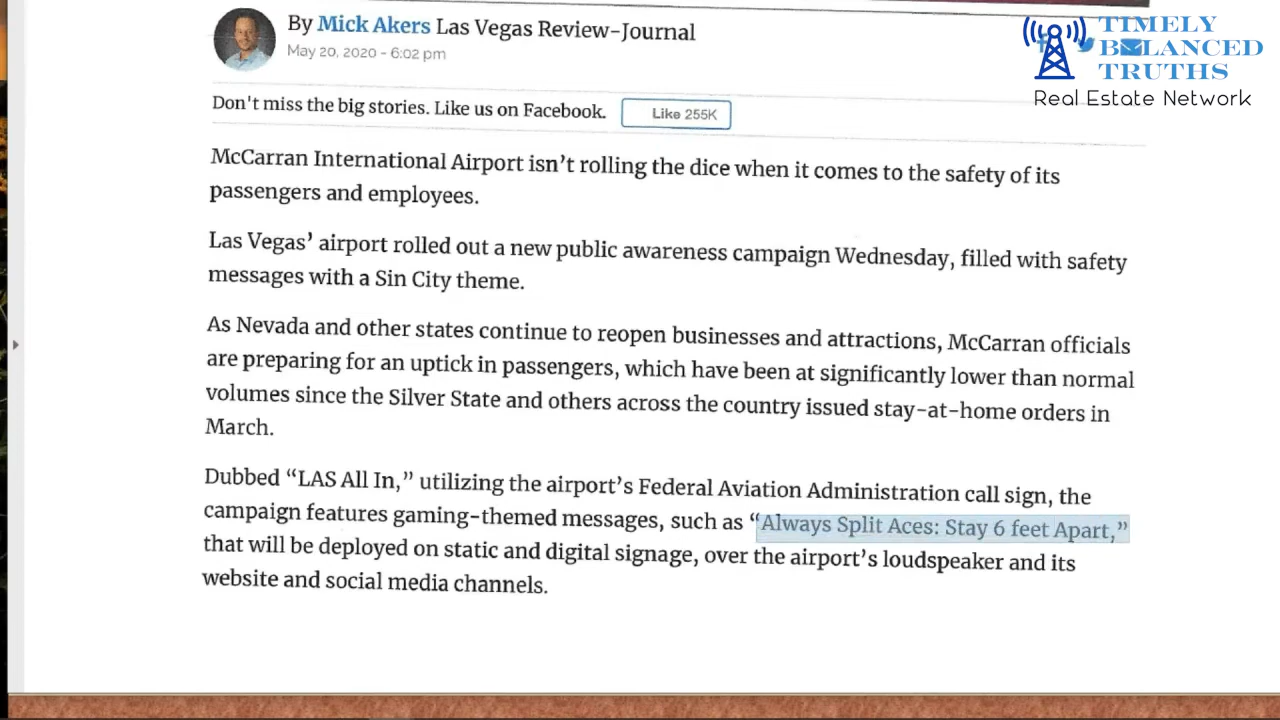 By Mick Akers Las Vegas Review-Journal
May 20, 2020 - 6:02 pm
TIMELY
BALANCED
TRUTHS
Real Estate Network
Don't miss the big stories. Like us on Facebook.
Like 255K
McCarran International Airport isn't rolling the dice when it comes to the safety of its
passengers and employees.
Las Vegas' airport rolled out a new public awareness campaign Wednesday, filled with safety
messages with a Sin City theme.
As Nevada and other states continue to reopen businesses and attractions, McCarran officials
are preparing for an uptick in passengers, which have been at significantly lower than normal
volumes since the Silver State and others across the country issued stay-at-home orders in
March.
Dubbed “LAS All In,” utilizing the airport's Federal Aviation Administration call sign, the
campaign features gaming-themed messages, such as “Always Split Aces: Stay 6 feet Apart,”
that will be deployed on static and digital signage, over the airport's loudspeaker and its
website and social media channels.